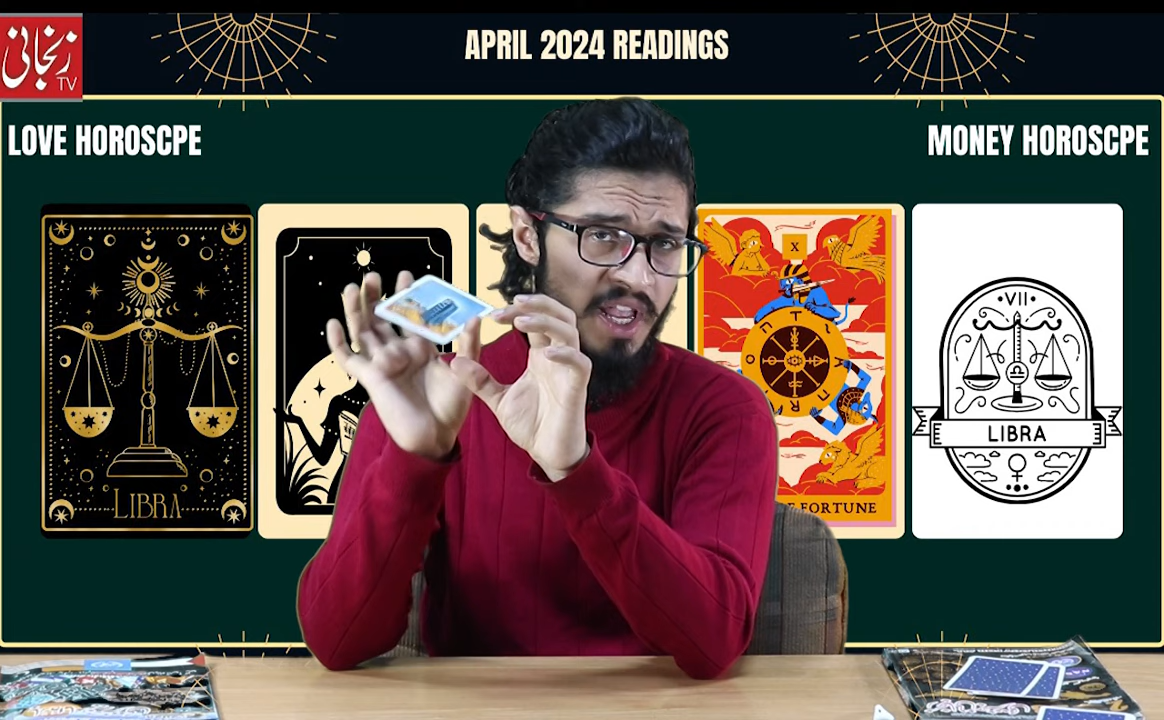 زنجانی
TV
APRIL 2024 READINGS
LOVE HOROSCPE
MONEY HOROSCPE
LIBRA
X
FORTUNE
·VII·
LIBRA